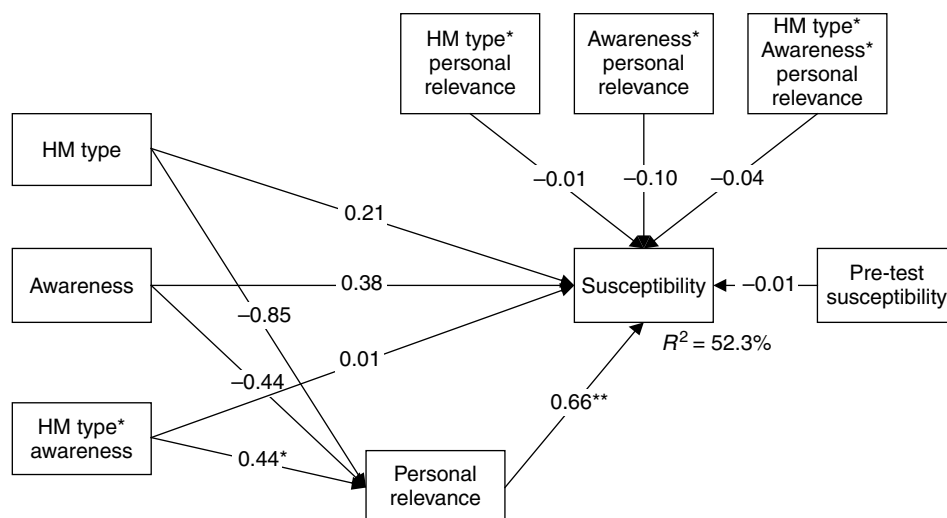 HM type*
personal
relevance
Awareness*
personal
relevance
HM type*
Awareness*
personal
relevance
HM type
–0.01
–0.10
–0.04
0.21
Awareness
0.38
Susceptibility
–0.01
Pre-test
susceptibility
–0.85
R² = 52.3%
0.01
–0.44
HM type*
awareness
0.66**
0.44*
Personal
relevance